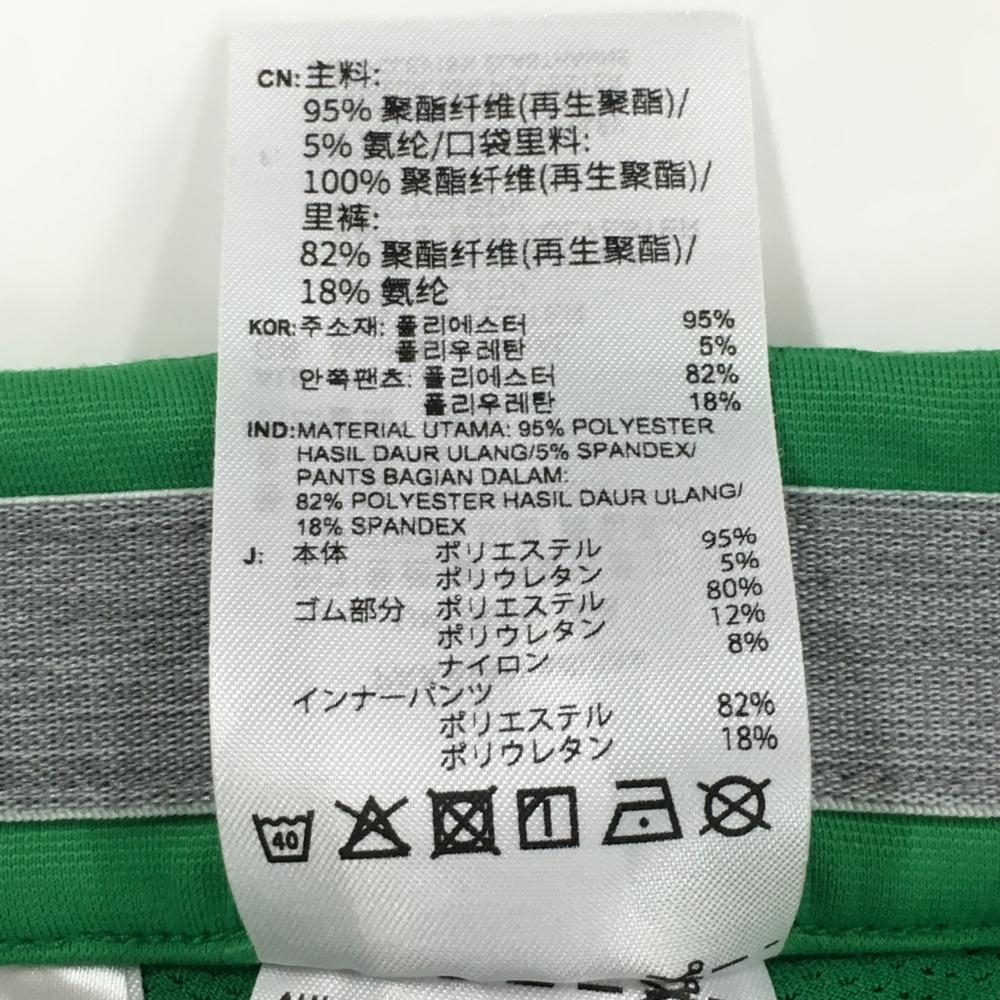 CN: 主料:
95% 聚酯纤维(再生聚酯)/
5% 氨纶/口袋里料:
100% 聚酯纤维(再生聚酯)/
里裤:
82% 聚酯纤维(再生聚酯)/
18% 氨纶
KOR: 주소재: 폴리에스터 95%
폴리우레탄 5%
안쪽팬츠: 폴리에스터 82%
폴리우레탄 18%
IND: MATERIAL UTAMA: 95% POLYESTER
HASIL DAUR ULANG/5% SPANDEX/
PANTS BAGIAN DALAM:
82% POLYESTER HASIL DAUR ULANG/
18% SPANDEX
J: 本体 ポリエステル 95%
ポリウレタン 5%
ゴム部分 ポリエステル 80%
ポリウレタン 12%
ナイロン 8%
インナーパンツ
ポリエステル 82%
ポリウレタン 18%
40